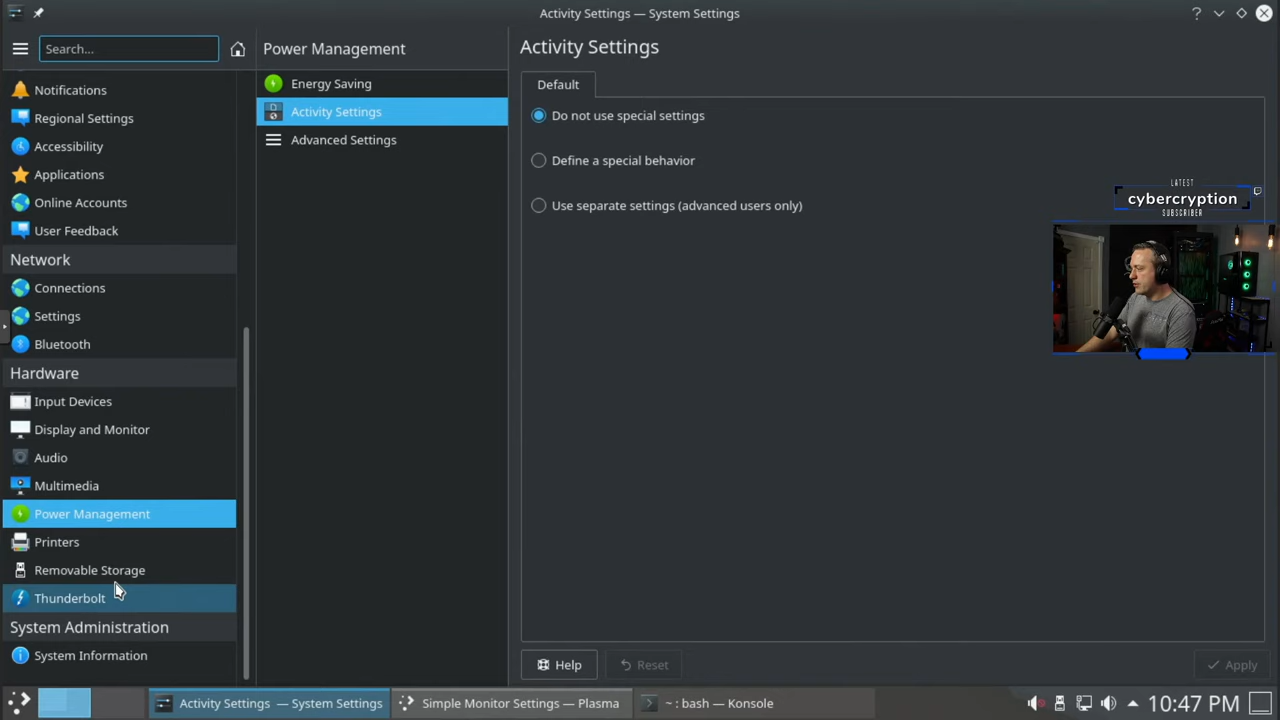 Activity Settings — System Settings
Search...
Notifications
Regional Settings
Accessibility
Applications
Online Accounts
User Feedback
Network
Connections
Settings
Bluetooth
Hardware
Input Devices
Display and Monitor
Audio
Multimedia
Power Management
Printers
Removable Storage
Thunderbolt
System Administration
System Information
Power Management
Energy Saving
Activity Settings
Advanced Settings
Activity Settings
Default
Do not use special settings
Define a special behavior
Use separate settings (advanced users only)
LATEST
cybercryption
SUBSCRIBER
Help
Reset
Apply
Activity Settings — System Settings
Simple Monitor Settings — Plasma
~ : bash — Konsole
10:47 PM